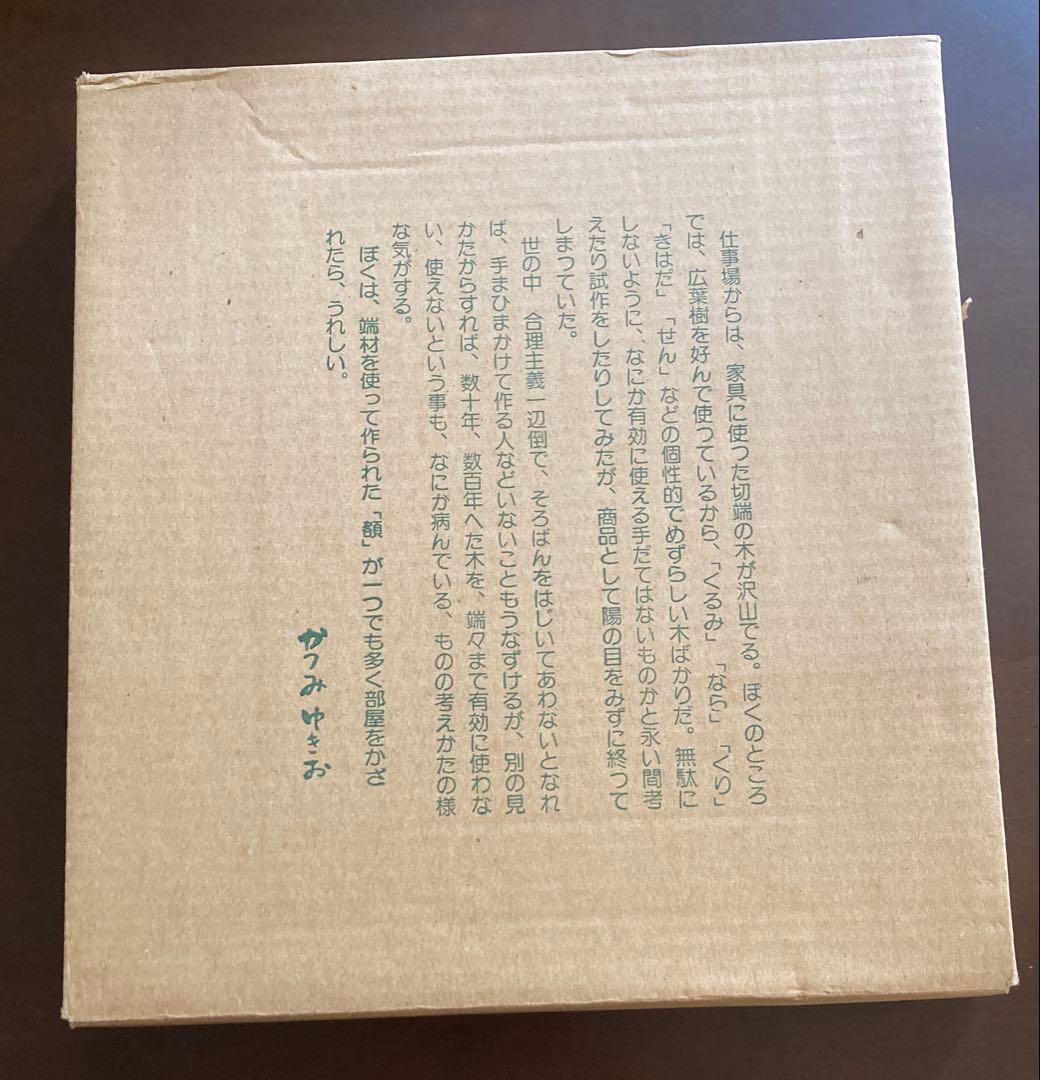 仕事場からは、家具に使つた切端の木が沢山でる。ぼくのところ
では、広葉樹を好んで使つているから、「くるみ」「なら」「くり」
「きはだ」「せん」などの個性的でめずらしい木ばかりだ。無駄に
しないように、なにか有効に使える手だてはないものかと永い間考
えたり試作をしたりしてみたが、商品として陽の目をみずに終つて
しまつていた。
世の中　合理主義一辺倒で、そろばんをはじいてあわないとなれ
ば、手まひまかけて作る人などいないこともうなずけるが、別の見
かたからすれば、数十年、数百年へた木を、端々まで有効に使わな
い、使えないという事も、なにか病んでいる、ものの考えかたの様
な気がする。
ぼくは、端材を使って作られた「額」が一つでも多く部屋をかざ
れたら、うれしい。
かつみゆきお